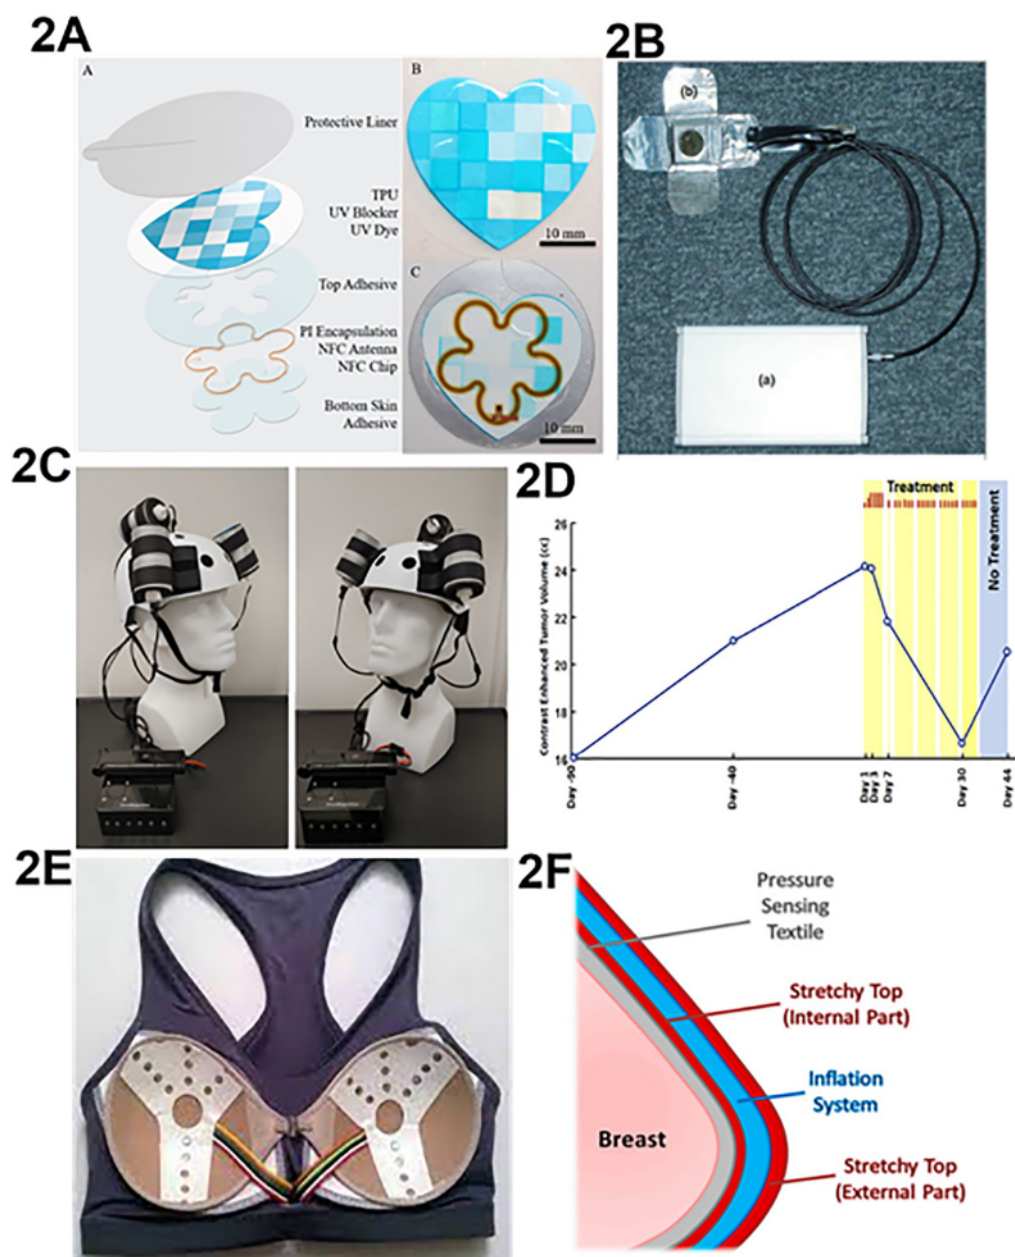 2A
A
Protective Liner
TPU
UV Blocker
UV Dye
Top Adhesive
PI Encapsulation
NFC Antenna
NFC Chip
Bottom Skin
Adhesive
B
10 mm
C
10 mm
2B
(b)
(a)
2C
2D
Treatment
No Treatment
Contrast Enhanced Tumor Volume (cc)
26
24
22
20
18
16
Day -90
Day -40
Day 1
Day 3
Day 7
Day 30
Day 44
2E
2F
Pressure
Sensing
Textile
Stretchy Top
(Internal Part)
Inflation
System
Breast
Stretchy Top
(External Part)